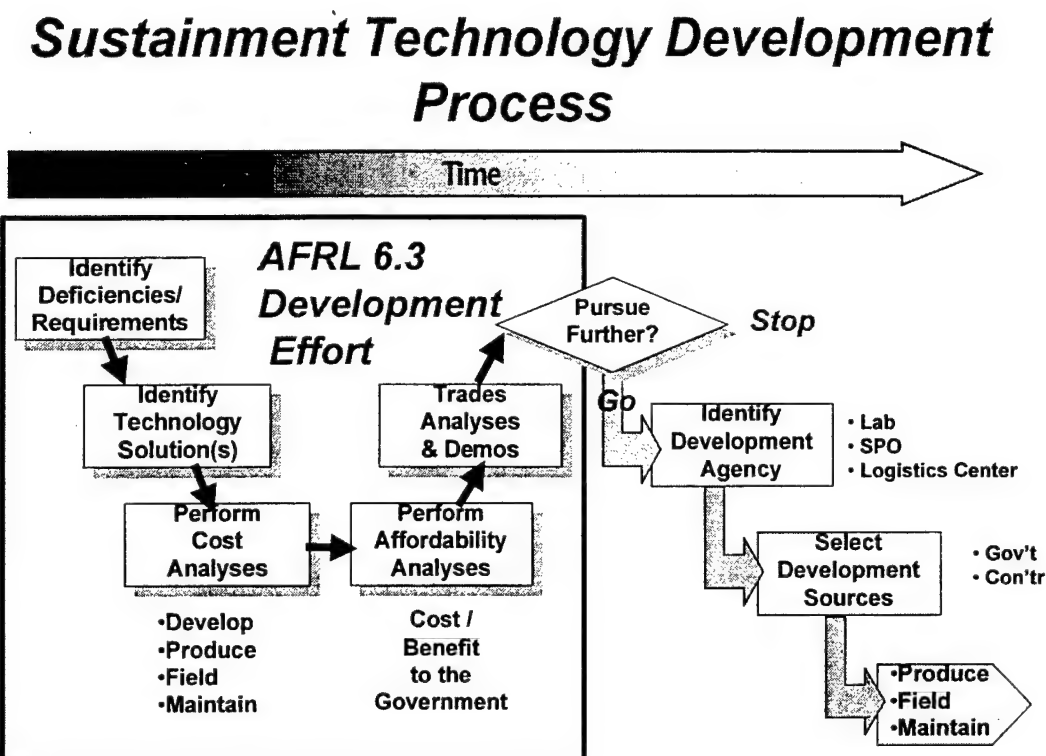 Sustainment Technology Development
Process
Time
AFRL 6.3
Development
Effort
Identify
Deficiencies/
Requirements
Identify
Technology
Solution(s)
Perform
Cost
Analyses
•Develop
•Produce
•Field
•Maintain
Perform
Affordability
Analyses
Cost /
Benefit
to the
Government
Trades
Analyses
& Demos
Pursue
Further?
Stop
Go
Identify
Development
Agency
• Lab
• SPO
• Logistics Center
Select
Development
Sources
• Gov't
• Con'tr
•Produce
•Field
•Maintain